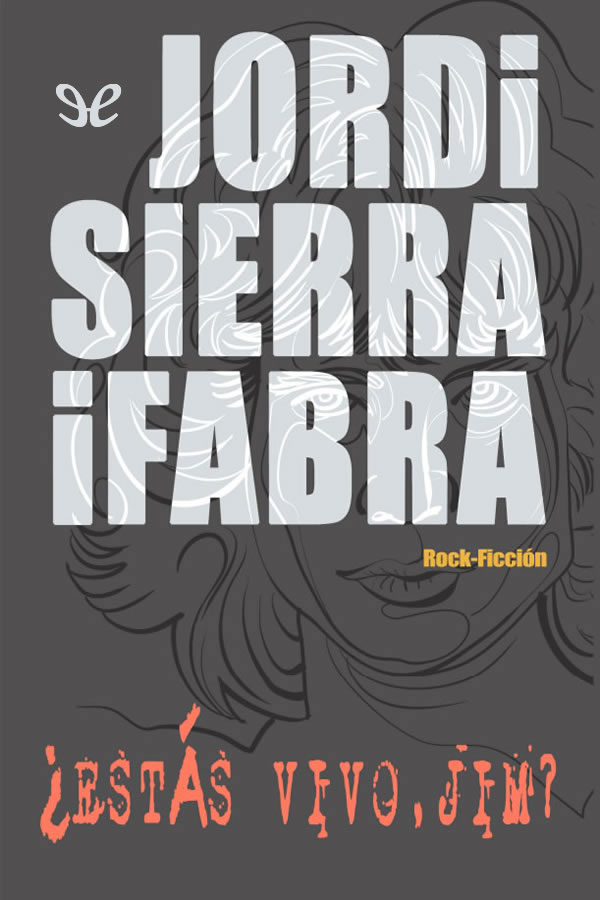 JORDi
SIERRA
iFABRA
Rock-Ficción
¿ESTÁS VIVO, JIM?